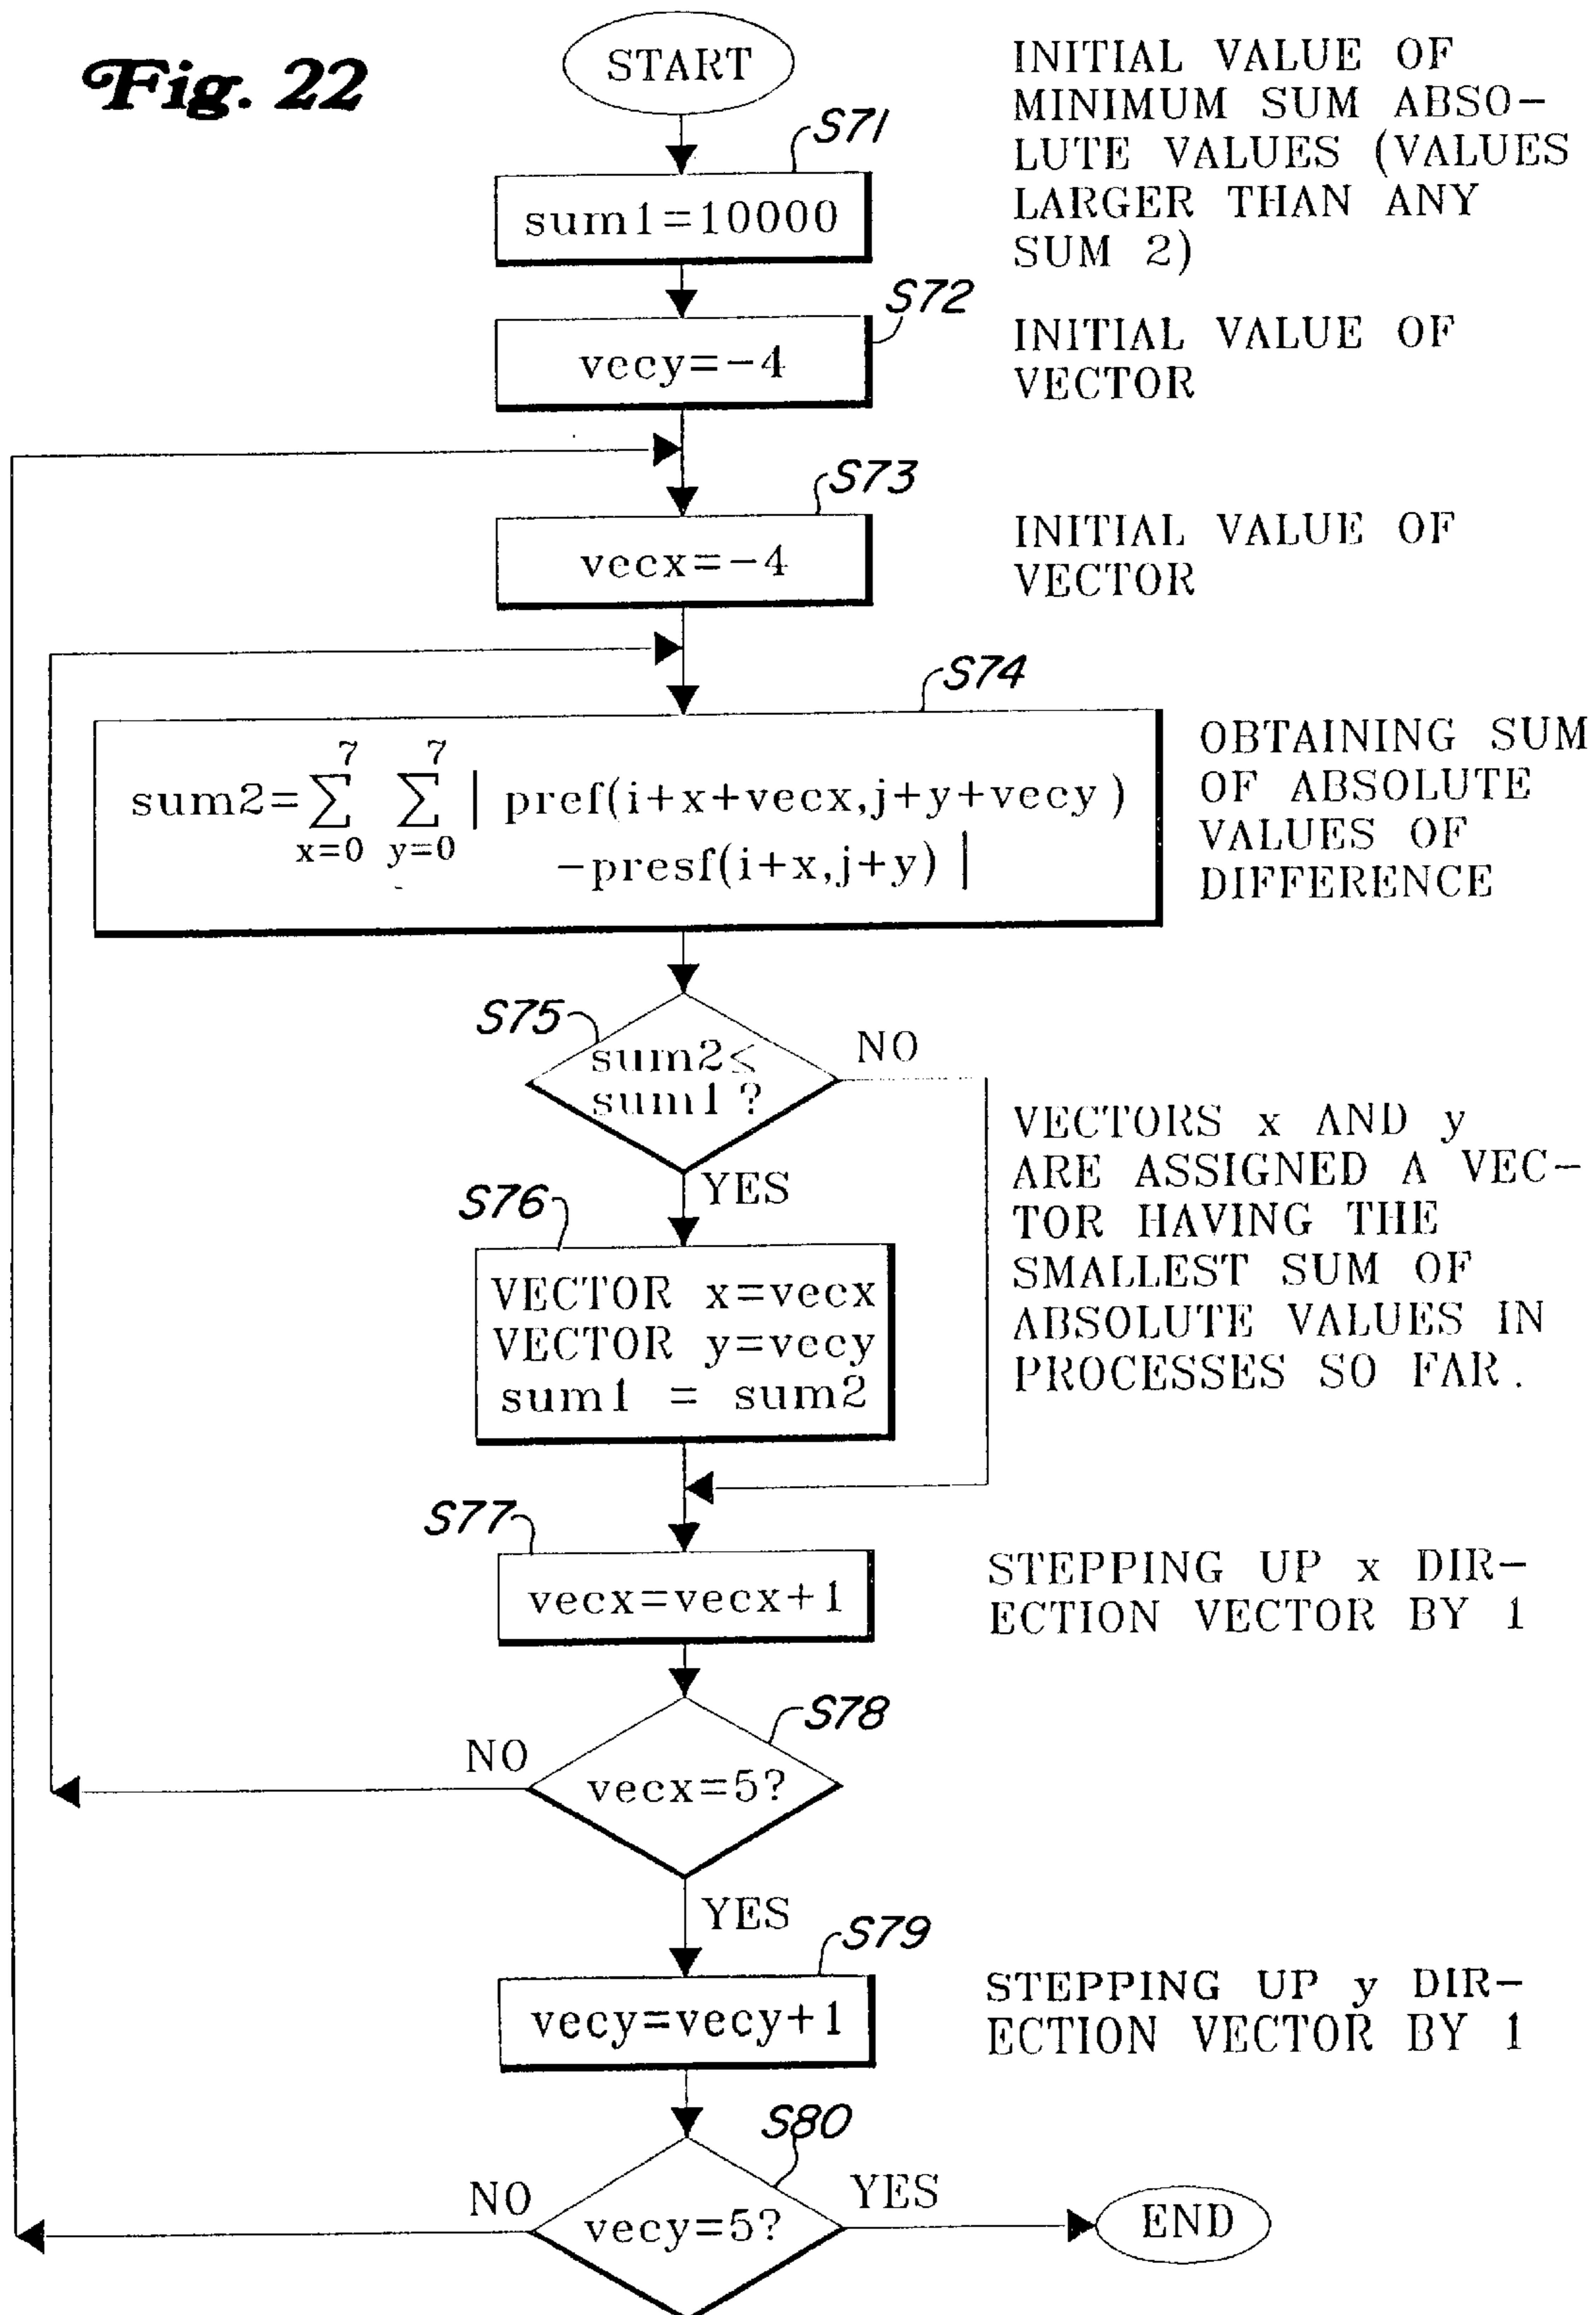 Fig. 22
START
INITIAL VALUE OF
MINIMUM SUM ABSO-
LUTE VALUES (VALUES
LARGER THAN ANY
SUM 2)
S71
sum1=10000
S72
vecy=-4
INITIAL VALUE OF
VECTOR
S73
vecx=-4
INITIAL VALUE OF
VECTOR
S74
sum2=∑ ∑ | pref(i+x+vecx,j+y+vecy)
7 7
x=0 y=0
-presf(i+x,j+y) |
OBTAINING SUM
OF ABSOLUTE
VALUES OF
DIFFERENCE
S75
sum2≤
sum1?
NO
YES
VECTORS x AND y
ARE ASSIGNED A VEC-
TOR HAVING THE
SMALLEST SUM OF
ABSOLUTE VALUES IN
PROCESSES SO FAR.
S76
VECTOR x=vecx
VECTOR y=vecy
sum1 = sum2
S77
vecx=vecx+1
STEPPING UP x DIR-
ECTION VECTOR BY 1
S78
NO
vecx=5?
YES
S79
vecy=vecy+1
STEPPING UP y DIR-
ECTION VECTOR BY 1
S80
NO
vecy=5?
YES
END